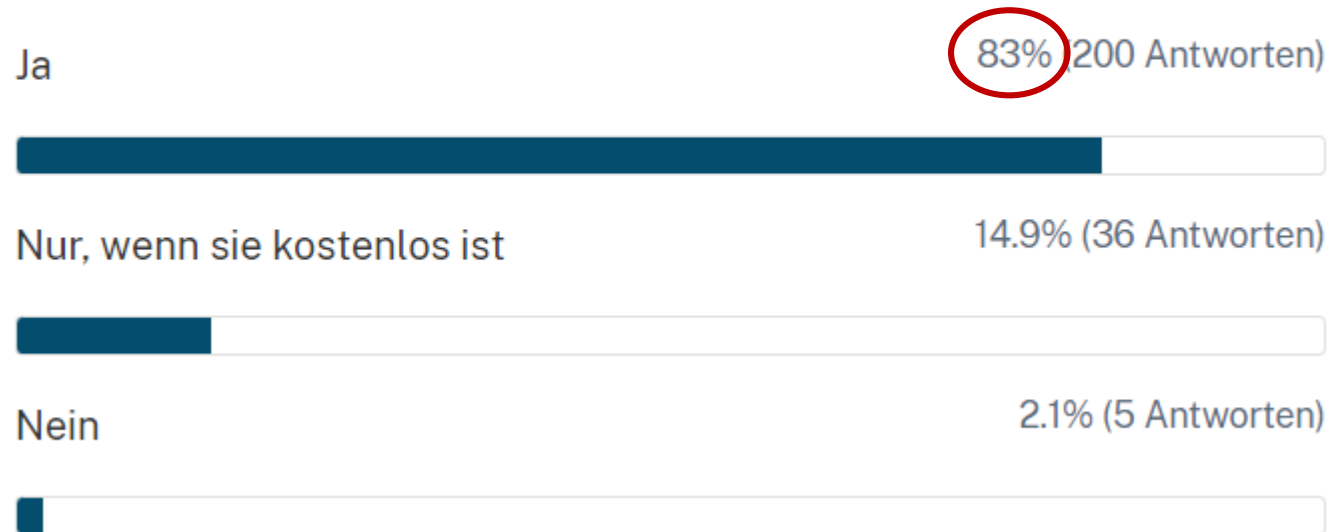 Ja 83% (200 Antworten)
Nur, wenn sie kostenlos ist 14.9% (36 Antworten)
Nein 2.1% (5 Antworten)